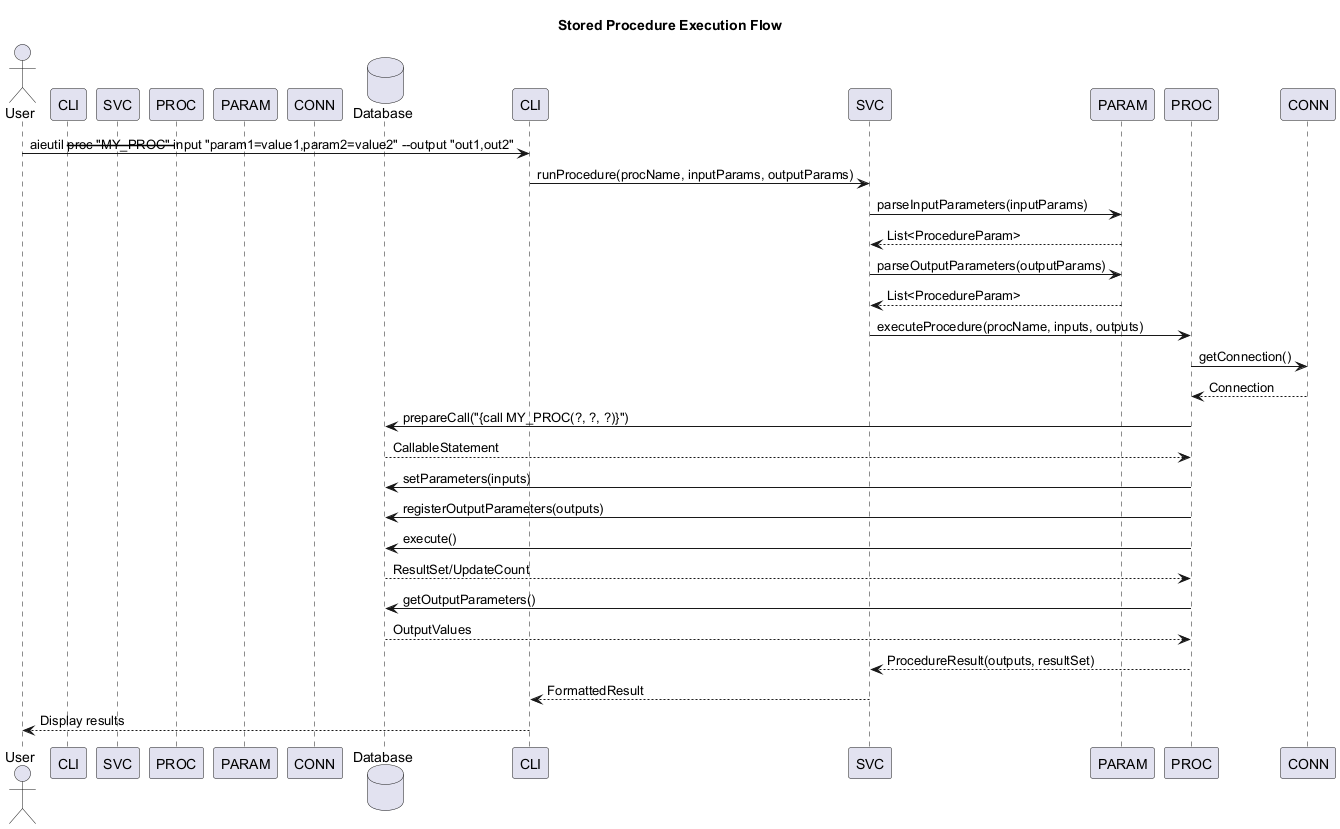 Stored Procedure Execution Flow
User CLI SVC PROC PARAM CONN Database CLI SVC PARAM PROC CONN
aieutil proc "MY_PROC" input "param1=value1,param2=value2" --output "out1,out2"
runProcedure(procName, inputParams, outputParams)
parseInputParameters(inputParams)
List<ProcedureParam>
parseOutputParameters(outputParams)
List<ProcedureParam>
executeProcedure(procName, inputs, outputs)
getConnection()
Connection
prepareCall("{call MY_PROC(?, ?, ?)}")
CallableStatement
setParameters(inputs)
registerOutputParameters(outputs)
execute()
ResultSet/UpdateCount
getOutputParameters()
OutputValues
ProcedureResult(outputs, resultSet)
FormattedResult
Display results
User CLI SVC PROC PARAM CONN Database CLI SVC PARAM PROC CONN